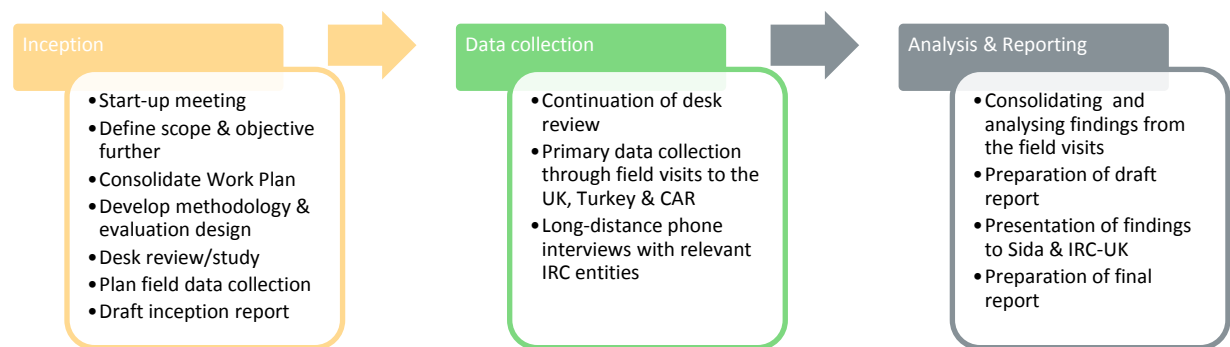 Inception
•Start-up meeting
•Define scope & objective
further
•Consolidate Work Plan
•Develop methodology &
evaluation design
•Desk review/study
•Plan field data collection
•Draft inception report
Data collection
•Continuation of desk
review
•Primary data collection
through field visits to the
UK, Turkey & CAR
•Long-distance phone
interviews with relevant
IRC entities
Analysis & Reporting
•Consolidating and
analysing findings from
the field visits
•Preparation of draft
report
•Presentation of findings
to Sida & IRC-UK
•Preparation of final
report